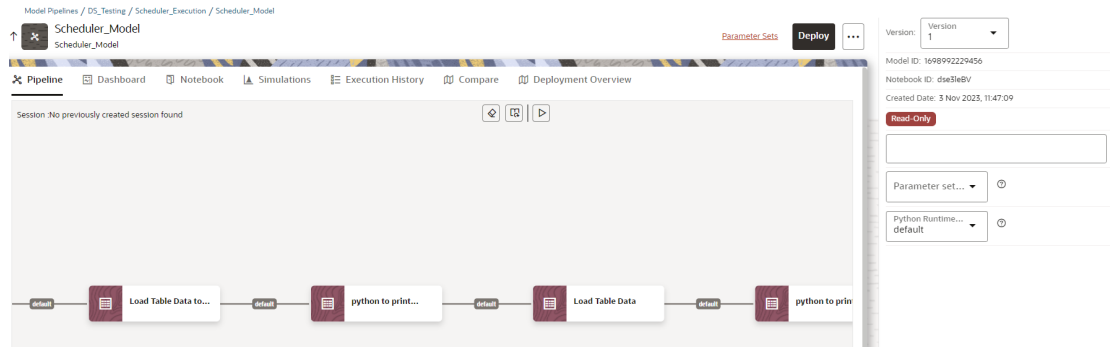 Model Pipelines / DS_Testing / Scheduler_Execution / Scheduler_Model
Scheduler_Model
Scheduler_Model
Parameter Sets
Deploy
Pipeline
Dashboard
Notebook
Simulations
Execution History
Compare
Deployment Overview
Session :No previously created session found
default
Load Table Data to...
default
python to print...
default
Load Table Data
default
python to prin
Version:
Version
1
Model ID: 1698992229456
Notebook ID: dse3leBV
Created Date: 3 Nov 2023, 11:47:09
Read-Only
Parameter set...
Python Runtime...
default